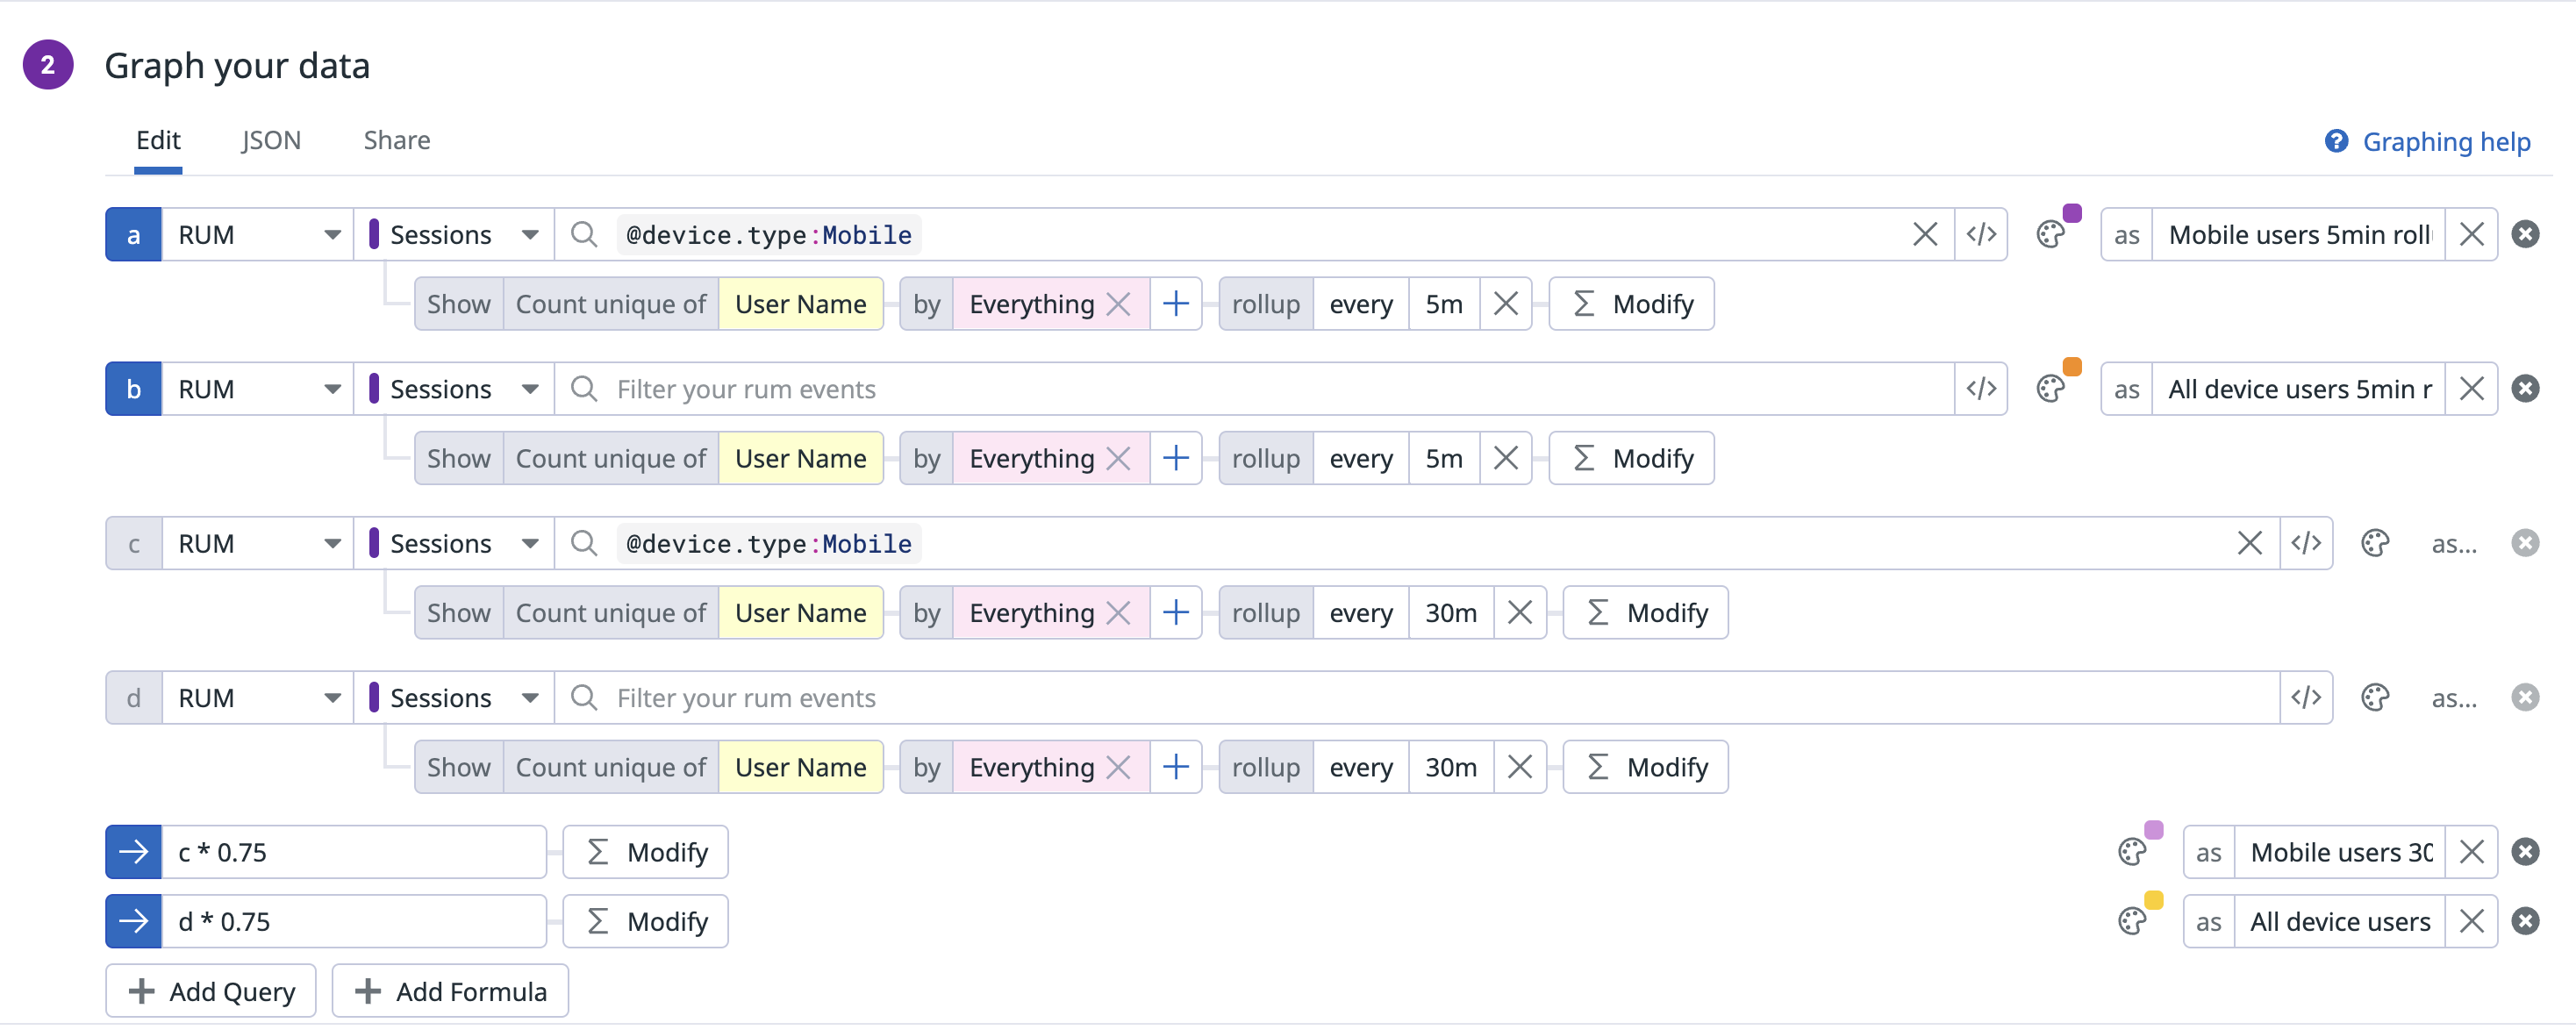 2 Graph your data
Edit JSON Share ? Graphing help
a RUM Sessions @device.type:Mobile </> as Mobile users 5min roll
Show Count unique of User Name by Everything + rollup every 5m Σ Modify
b RUM Sessions Filter your rum events </> as All device users 5min r
Show Count unique of User Name by Everything + rollup every 5m Σ Modify
c RUM Sessions @device.type:Mobile </> as...
Show Count unique of User Name by Everything + rollup every 30m Σ Modify
d RUM Sessions Filter your rum events </> as...
Show Count unique of User Name by Everything + rollup every 30m Σ Modify
→ c * 0.75 Σ Modify as Mobile users 30
→ d * 0.75 Σ Modify as All device users
+ Add Query + Add Formula